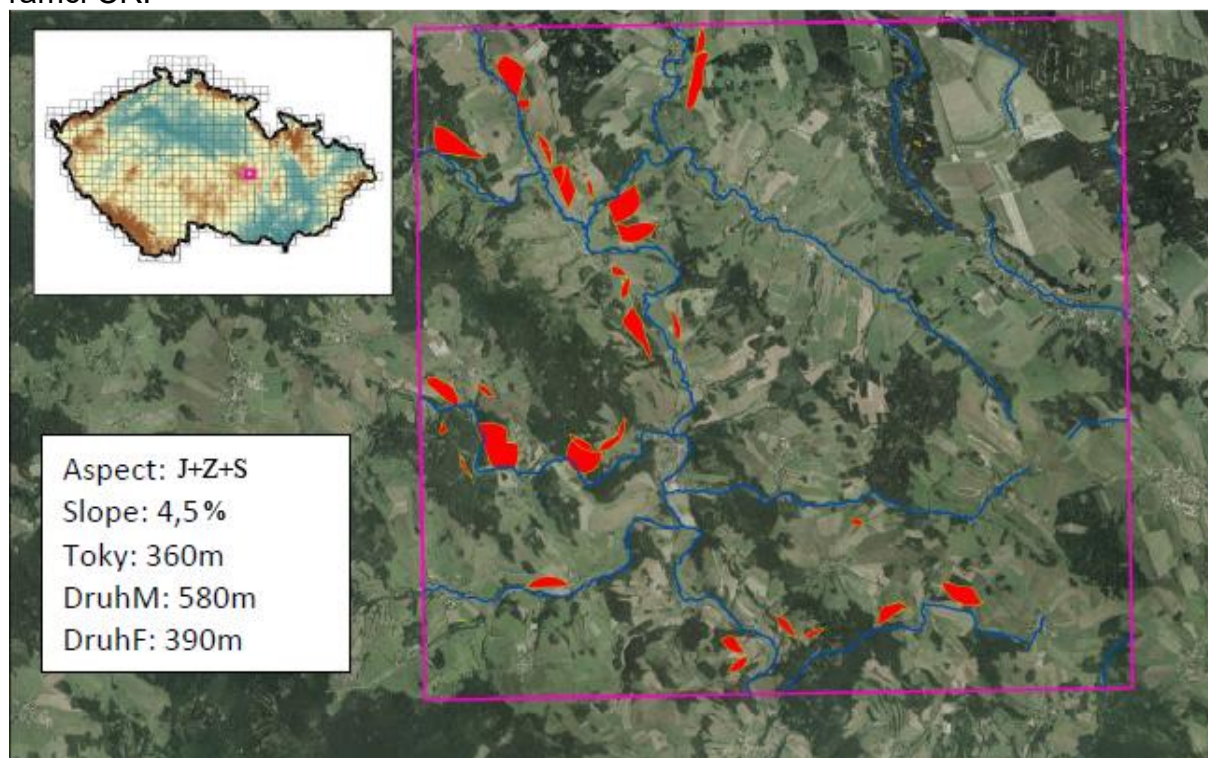 Aspect: J+Z+S
Slope: 4,5%
Toky: 360m
DruhM: 580m
DruhF: 390m